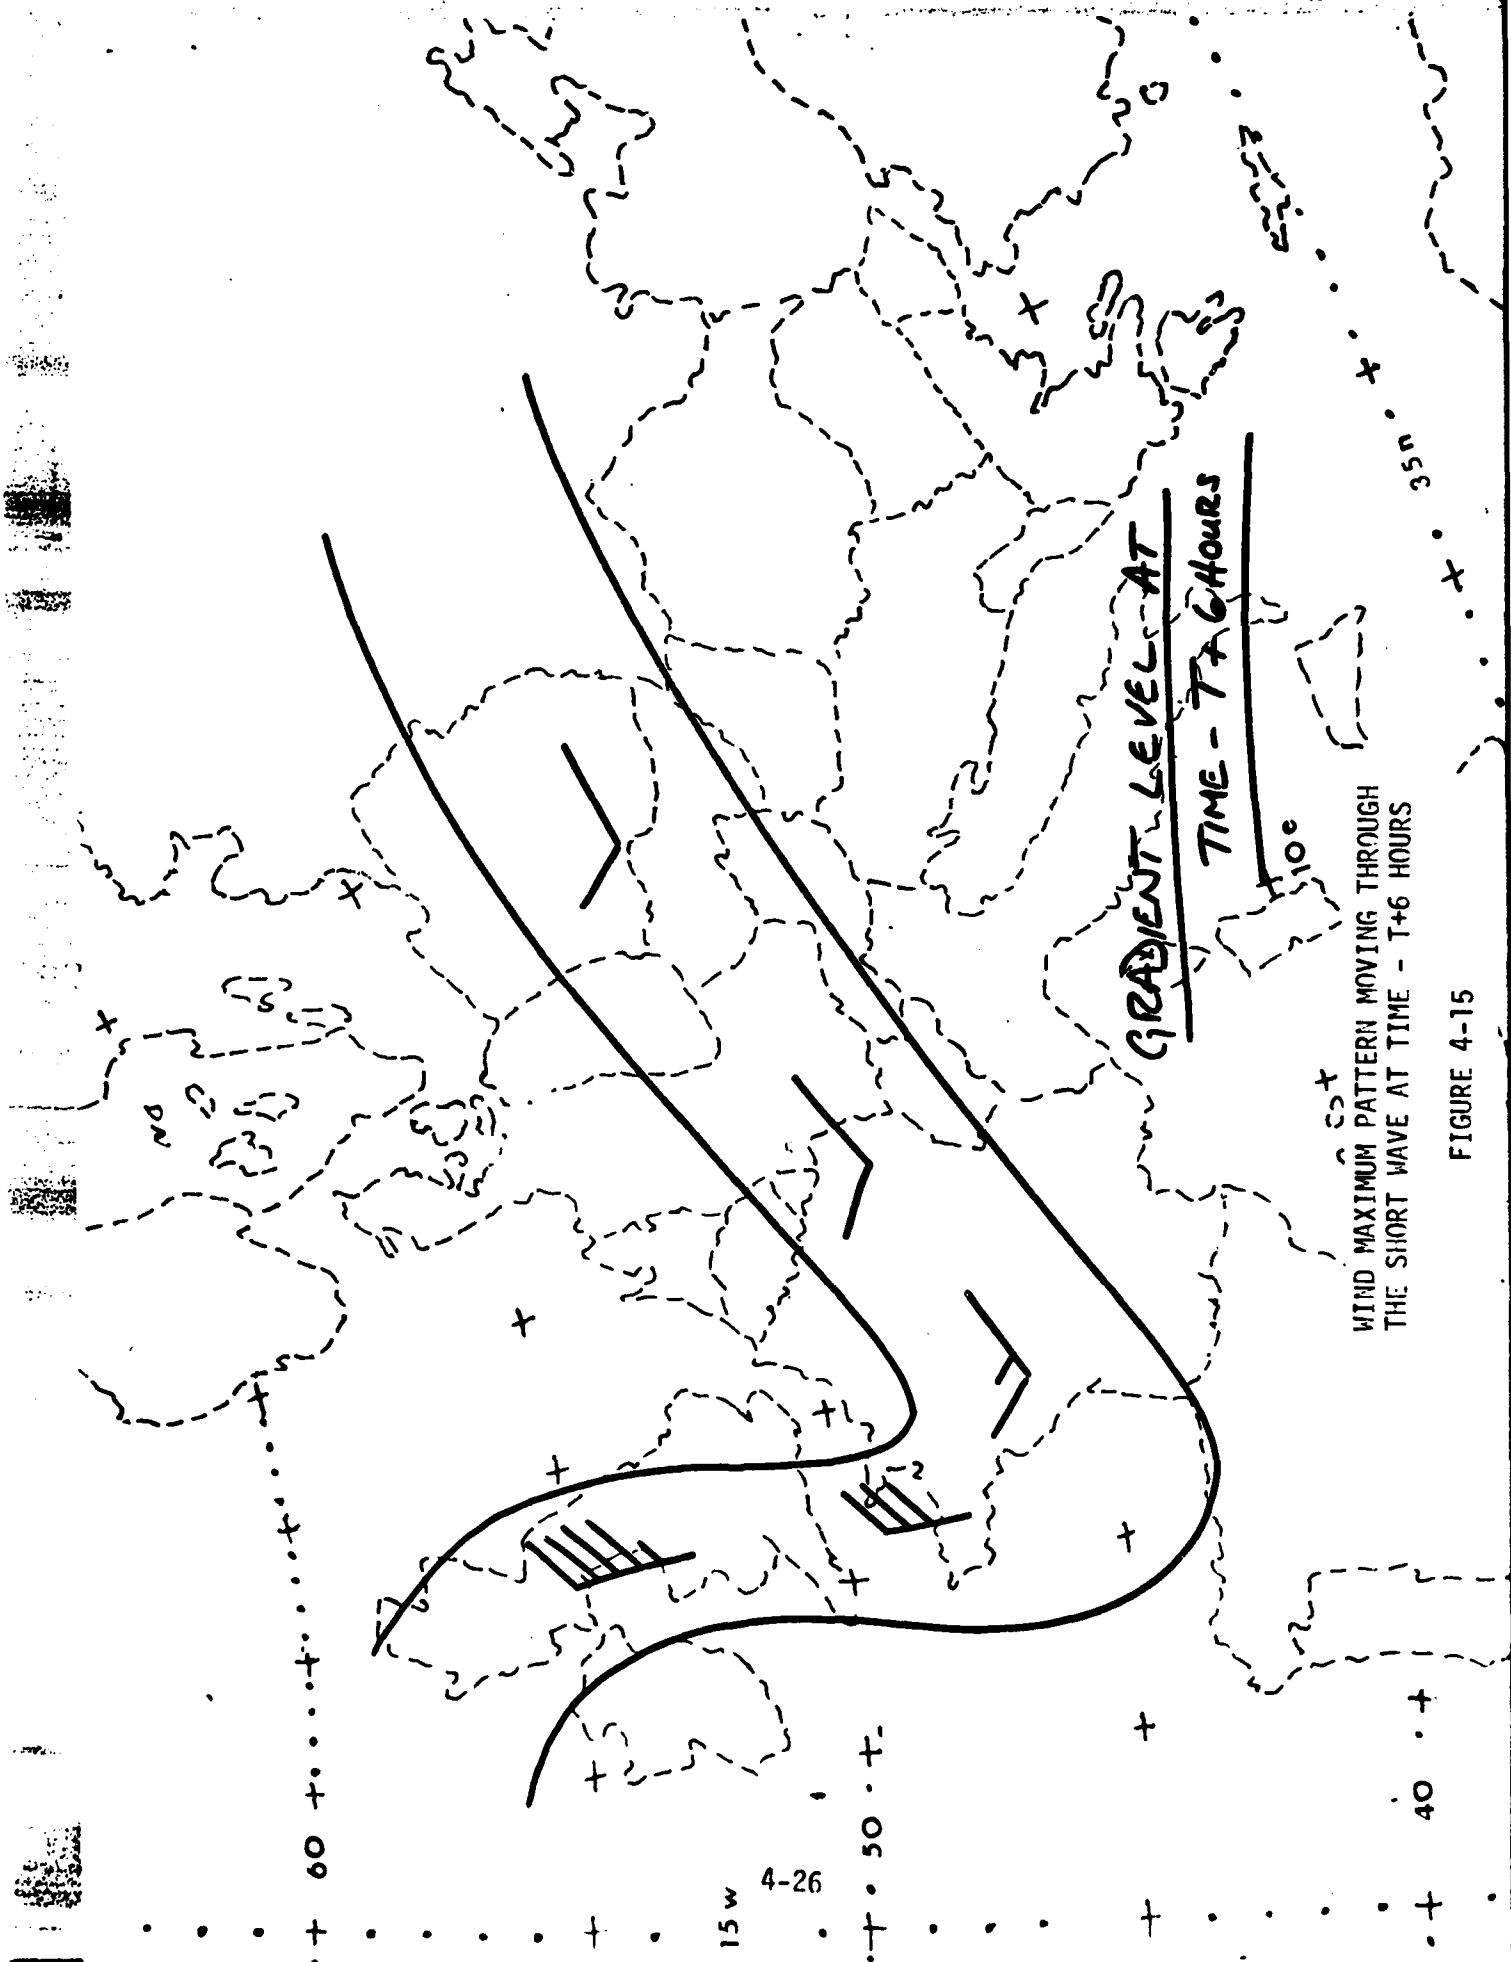 GRADIENT LEVEL AT
TIME - T+6 HOURS
60
50
40
15w
10e
35n
WIND MAXIMUM PATTERN MOVING THROUGH
THE SHORT WAVE AT TIME - T+6 HOURS
FIGURE 4-15
4-26